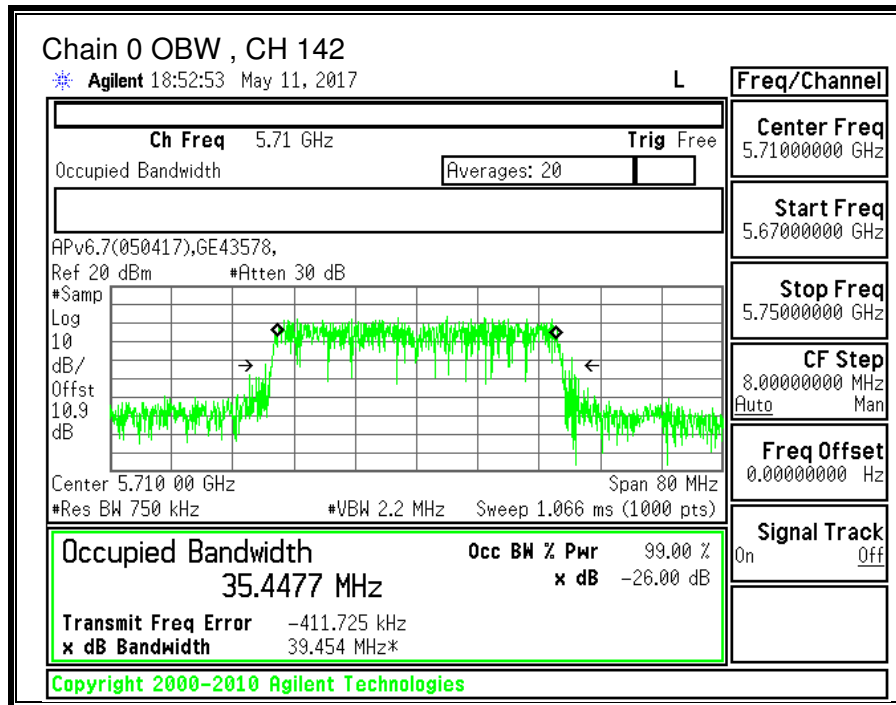 Chain 0 OBW , CH 142
Agilent 18:52:53 May 11, 2017 L
Ch Freq 5.71 GHz Trig Free
Occupied Bandwidth Averages: 20
APv6.7(050417),GE43578,
Ref 20 dBm #Atten 30 dB
#Samp
Log
10
dB/
Offst
10.9
dB
Center 5.710 00 GHz Span 80 MHz
#Res BW 750 kHz #VBW 2.2 MHz Sweep 1.066 ms (1000 pts)
Occupied Bandwidth Occ BW % Pwr 99.00 %
35.4477 MHz x dB -26.00 dB
Transmit Freq Error -411.725 kHz
x dB Bandwidth 39.454 MHz*
Copyright 2000-2010 Agilent Technologies
Freq/Channel
Center Freq
5.71000000 GHz
Start Freq
5.67000000 GHz
Stop Freq
5.75000000 GHz
CF Step
8.00000000 MHz
Auto Man
Freq Offset
0.00000000 Hz
Signal Track
On Off